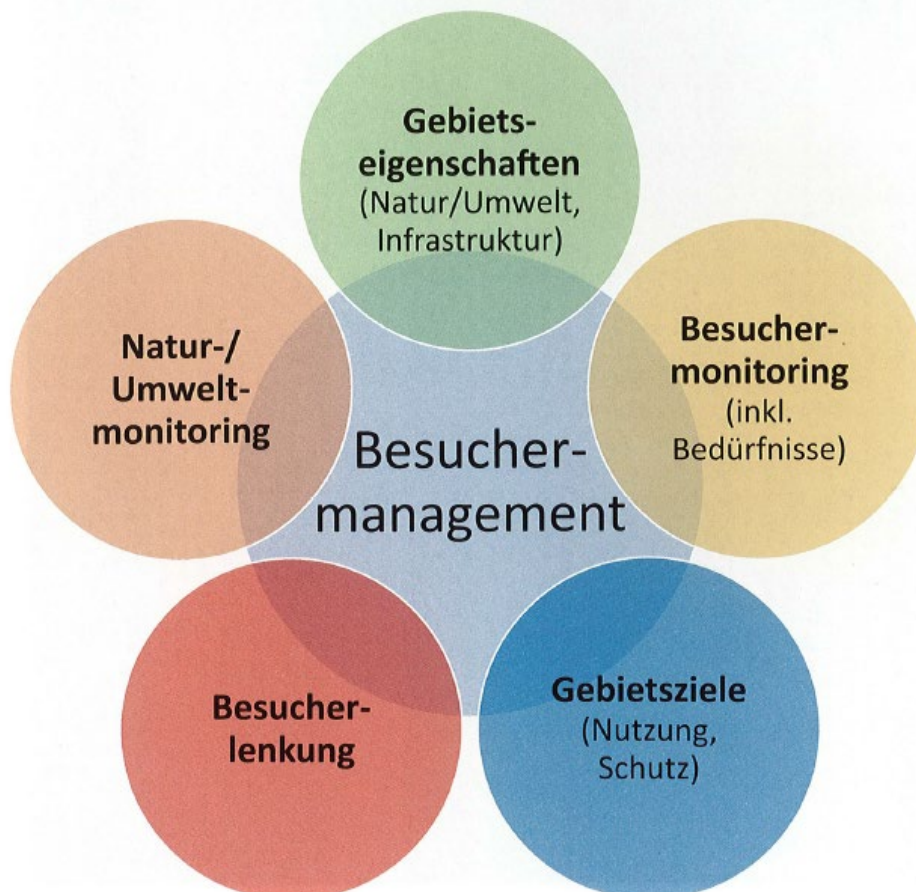 Gebiets-
eigenschaften
(Natur/Umwelt,
Infrastruktur)
Besucher-
monitoring
(inkl.
Bedürfnisse)
Natur-/
Umwelt-
monitoring
Besucher-
management
Gebietsziele
(Nutzung,
Schutz)
Besucher-
lenkung